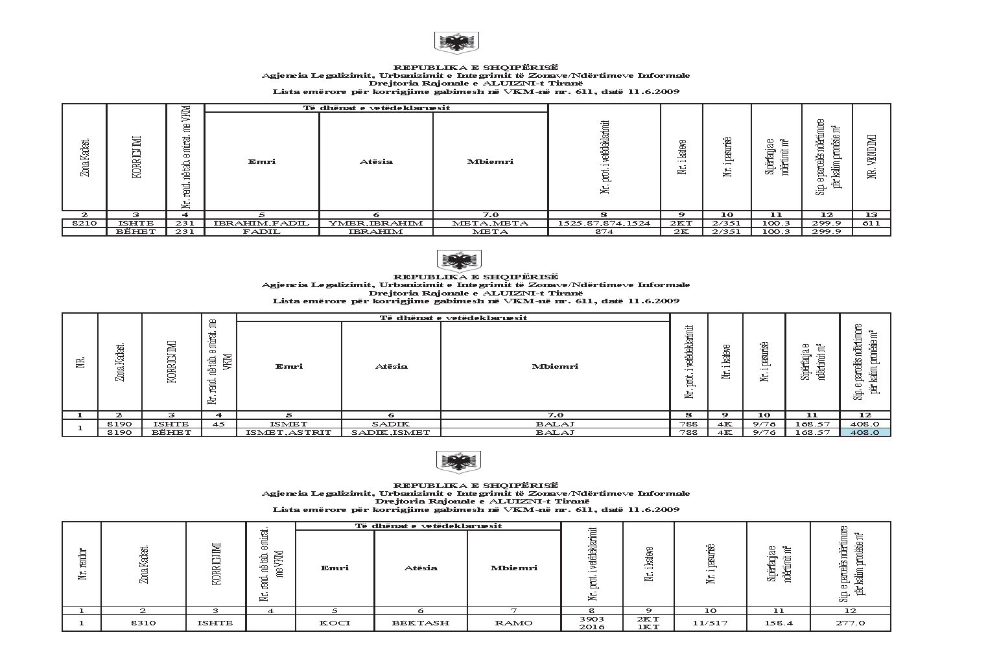 REPUBLIKA E SHQIPËRISË
Agjencia Legalizimit, Urbanizimit e Integrimit të Zonave/Ndërtimeve Informale
Drejtoria Rajonale e ALUIZNI-t Tiranë
Lista emërore për korrigjime gabimesh në VKM-në nr. 611, datë 11.6.2009
Zona Kadast. KORRIGJIMI Nr. rend. në tab. e mirat. me VKM Të dhënat e vetëdeklaruesit Nr. prot. i vetëdeklarimit Nr. i kateve Nr. i pasurisë Sipërfaqja e ndërtimit m² Sip. e parcelës ndërtimore për kalim pronësie m² NR. VENDIMI
Emri Atësia Mbiemri
2 3 4 5 6 7.0 8 9 10 11 12 13
8210 ISHTE 231 IBRAHIM,FADIL YMER,IBRAHIM META,META 1525.87,874,1524 2KT 2/351 100.3 299.9 611
BËHET 231 FADIL IBRAHIM META 874 2K 2/351 100.3 299.9
REPUBLIKA E SHQIPËRISË
Agjencia Legalizimit, Urbanizimit e Integrimit të Zonave/Ndërtimeve Informale
Drejtoria Rajonale e ALUIZNI-t Tiranë
Lista emërore për korrigjime gabimesh në VKM-në nr. 611, datë 11.6.2009
NR. Zona Kadast. KORRIGJIMI Nr. rend. në tab. e mirat. me VKM Të dhënat e vetëdeklaruesit Nr. prot. i vetëdeklarimit Nr. i kateve Nr. i pasurisë Sipërfaqja e ndërtimit m² Sip. e parcelës ndërtimore për kalim pronësie m²
Emri Atësia Mbiemri
1 2 3 4 5 6 7.0 8 9 10 11 12
1 8190 ISHTE 45 ISMET SADIK BALAJ 788 4K 9/76 168.57 408.0
8190 BËHET ISMET,ASTRIT SADIK,ISMET BALAJ 788 4K 9/76 168.57 408.0
REPUBLIKA E SHQIPËRISË
Agjencia Legalizimit, Urbanizimit e Integrimit të Zonave/Ndërtimeve Informale
Drejtoria Rajonale e ALUIZNI-t Tiranë
Lista emërore për korrigjime gabimesh në VKM-në nr. 611, datë 11.6.2009
Nr. rendor Zona Kadast. KORRIGJIMI Nr. rend. në tab. e mirat. me VKM Të dhënat e vetëdeklaruesit Nr. prot. i vetëdeklarimit Nr. i kateve Nr. i pasurisë Sipërfaqja e ndërtimit m² Sip. e parcelës ndërtimore për kalim pronësie m²
Emri Atësia Mbiemri
1 2 3 4 5 6 7 8 9 10 11 12
1 8310 ISHTE KOCI BEKTASH RAMO 3903 2KT 11/517 158.4 277.0
2016 1KT